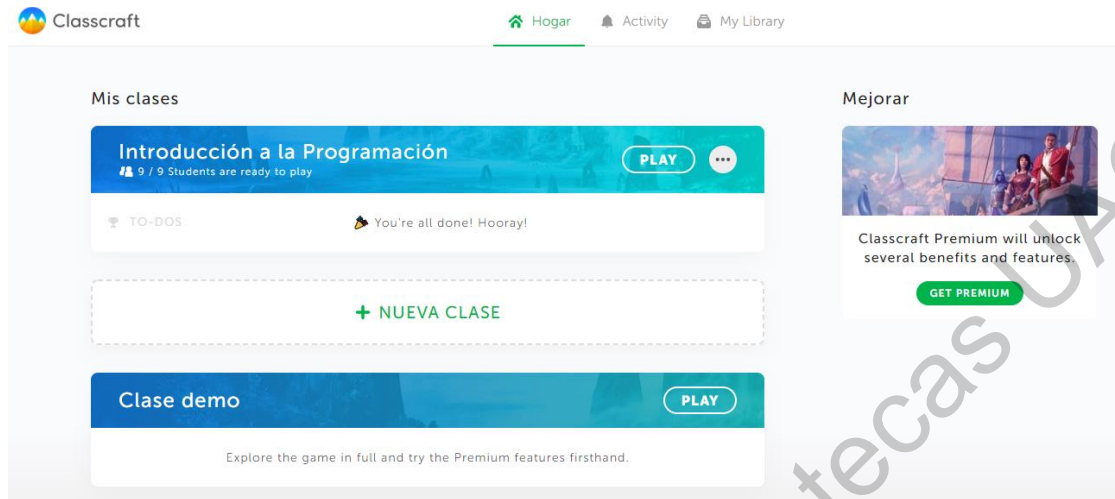 Classcraft
Hogar
Activity
My Library
Mis clases
Introducción a la Programación
9 / 9 Students are ready to play
PLAY
TO-DOS
You're all done! Hooray!
+ NUEVA CLASE
Clase demo
PLAY
Explore the game in full and try the Premium features firsthand.
Mejorar
Classcraft Premium will unlock
several benefits and features.
GET PREMIUM
tecas UA